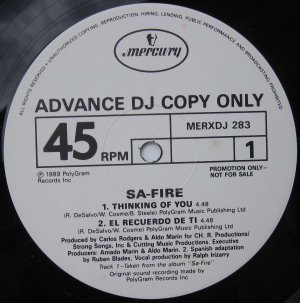 ALL RIGHTS RESERVED • UNAUTHORIZED COPYING, HIRING, LENDING, PUBLIC PERFORMANCE AND BROADCASTING PROHIBITED
mercury
ADVANCE DJ COPY ONLY
45 RPM
MERXDJ 283
1
℗ 1989 PolyGram
Records Inc
PROMOTION ONLY-
NOT FOR SALE
SA-FIRE
1. THINKING OF YOU 4.48
(R. DeSalvo/W. Cosme/B. Steele) PolyGram Music Publishing Ltd
2. EL RECUERDO DE TI 4.48
(R. DeSalvo/W. Cosme) PolyGram Music Publishing Ltd
Produced by Carlos Rodgers & Aldo Marin for CH. R. Productions/
Strong Songs, Inc & Cutting Music Productions. Executive
Producers: Amado Marin & Aldo Marin. 2. Spanish adaptation
by Ruben Blades. Vocal production by Ralph Irizarry
Track 1-Taken from the album "Sa-Fire"
Original sound recording made by
PolyGram Records Inc